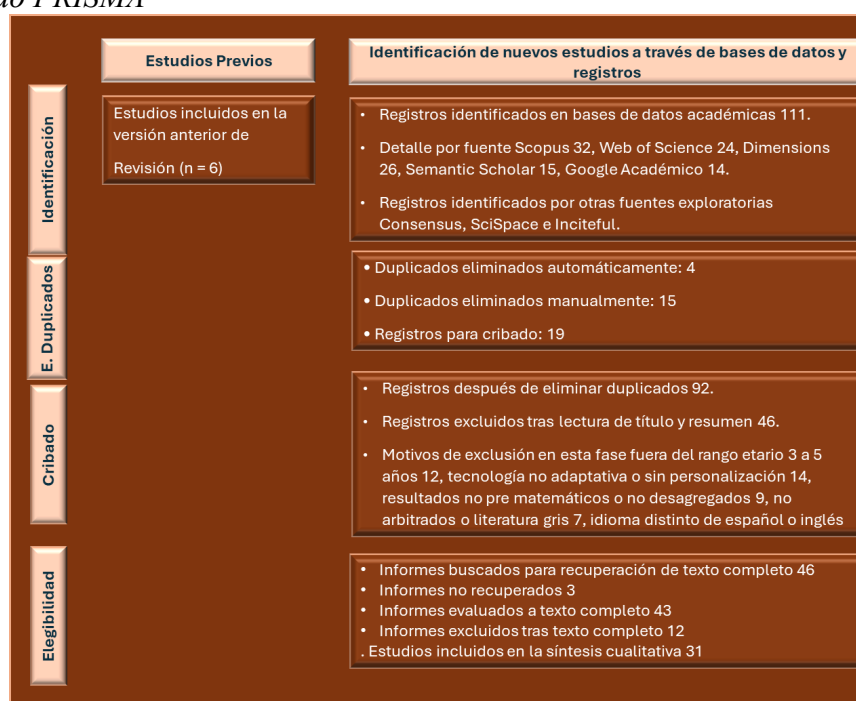 PRISMA
Estudios Previos
Identificación de nuevos estudios a través de bases de datos y
registros
Identificación
Estudios incluidos en la
versión anterior de
Revisión (n = 6)
• Registros identificados en bases de datos académicas 111.
• Detalle por fuente Scopus 32, Web of Science 24, Dimensions
26, Semantic Scholar 15, Google Académico 14.
• Registros identificados por otras fuentes exploratorias
Consensus, SciSpace e Inciteful.
E. Duplicados
• Duplicados eliminados automáticamente: 4
• Duplicados eliminados manualmente: 15
• Registros para cribado: 19
Cribado
• Registros después de eliminar duplicados 92.
• Registros excluidos tras lectura de título y resumen 46.
• Motivos de exclusión en esta fase fuera del rango etario 3 a 5
años 12, tecnología no adaptativa o sin personalización 14,
resultados no pre matemáticos o no desagregados 9, no
arbitrados o literatura gris 7, idioma distinto de español o inglés
Elegibilidad
• Informes buscados para recuperación de texto completo 46
• Informes no recuperados 3
• Informes evaluados a texto completo 43
• Informes excluidos tras texto completo 12
. Estudios incluidos en la síntesis cualitativa 31